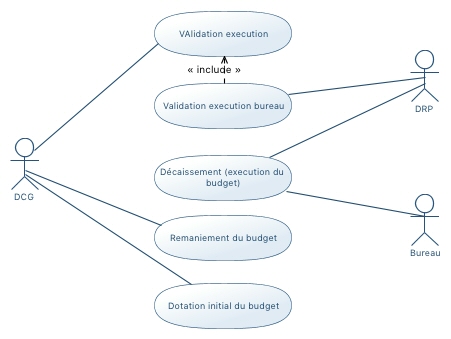 VAlidation execution
« include »
Validation execution bureau
DRP
Décaissement (execution du
budget)
DCG
Remaniement du budget
Bureau
Dotation initial du budget